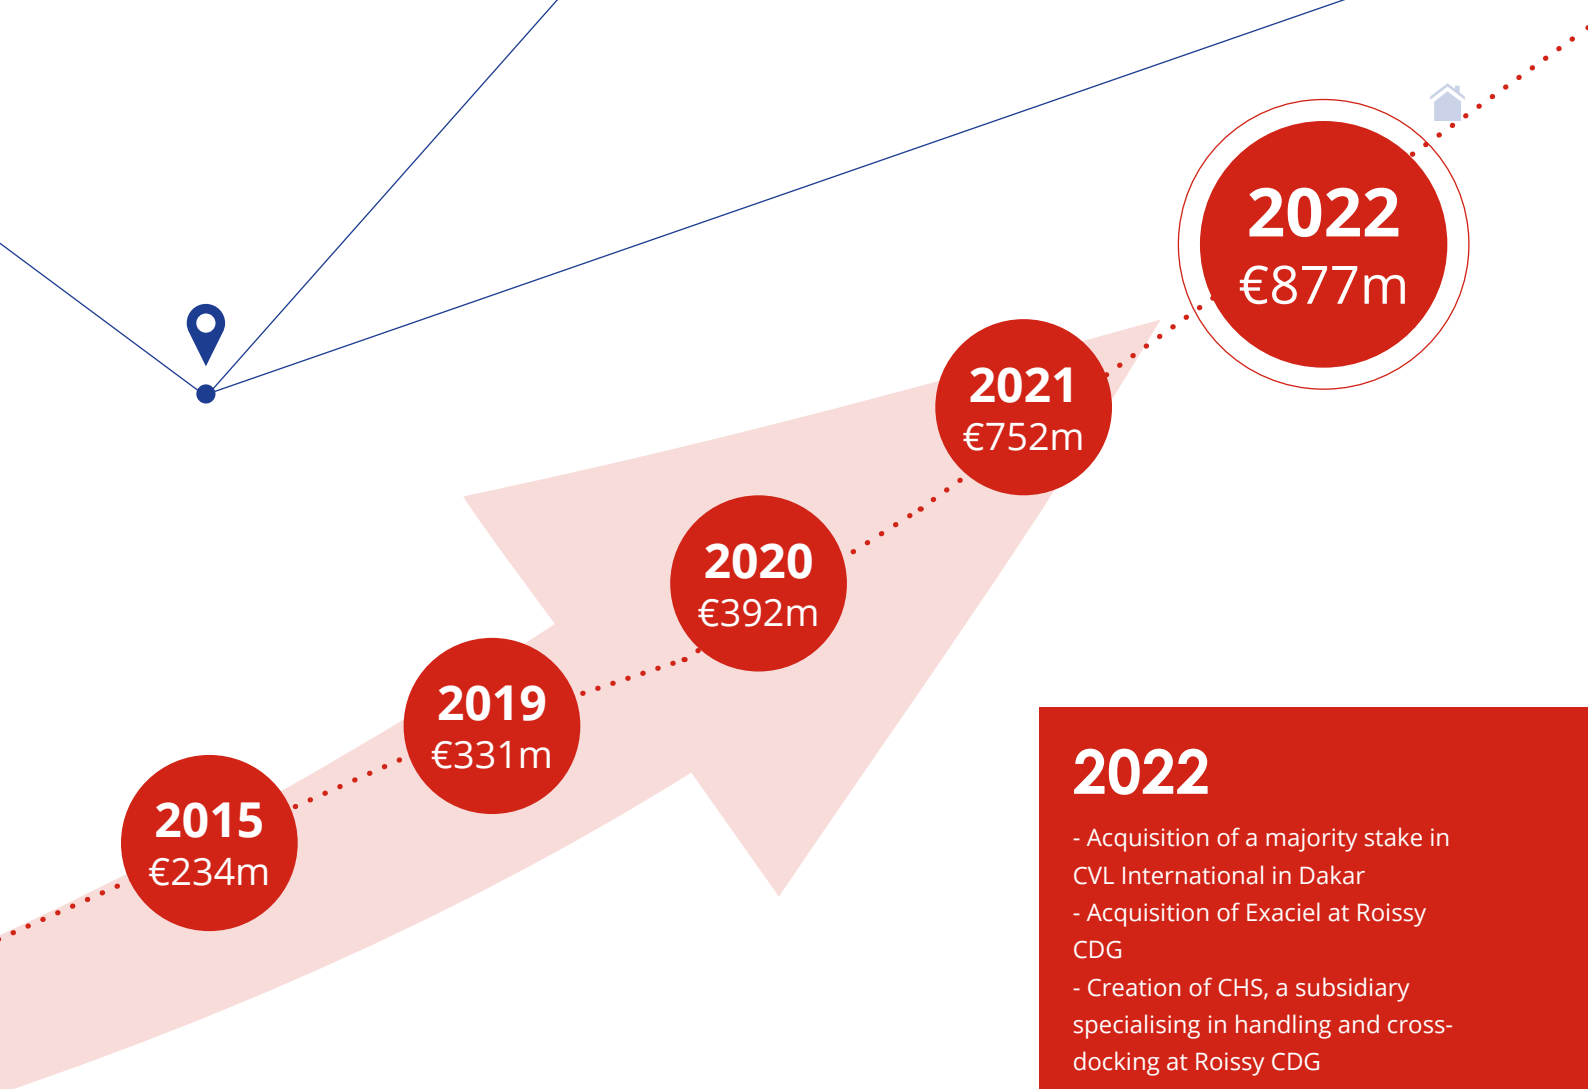 2022
€877m
2021
€752m
2020
€392m
2019
€331m
2015
€234m
2022
- Acquisition of a majority stake in
CVL International in Dakar
- Acquisition of Exaciel at Roissy
CDG
- Creation of CHS, a subsidiary
specialising in handling and cross-
docking at Roissy CDG